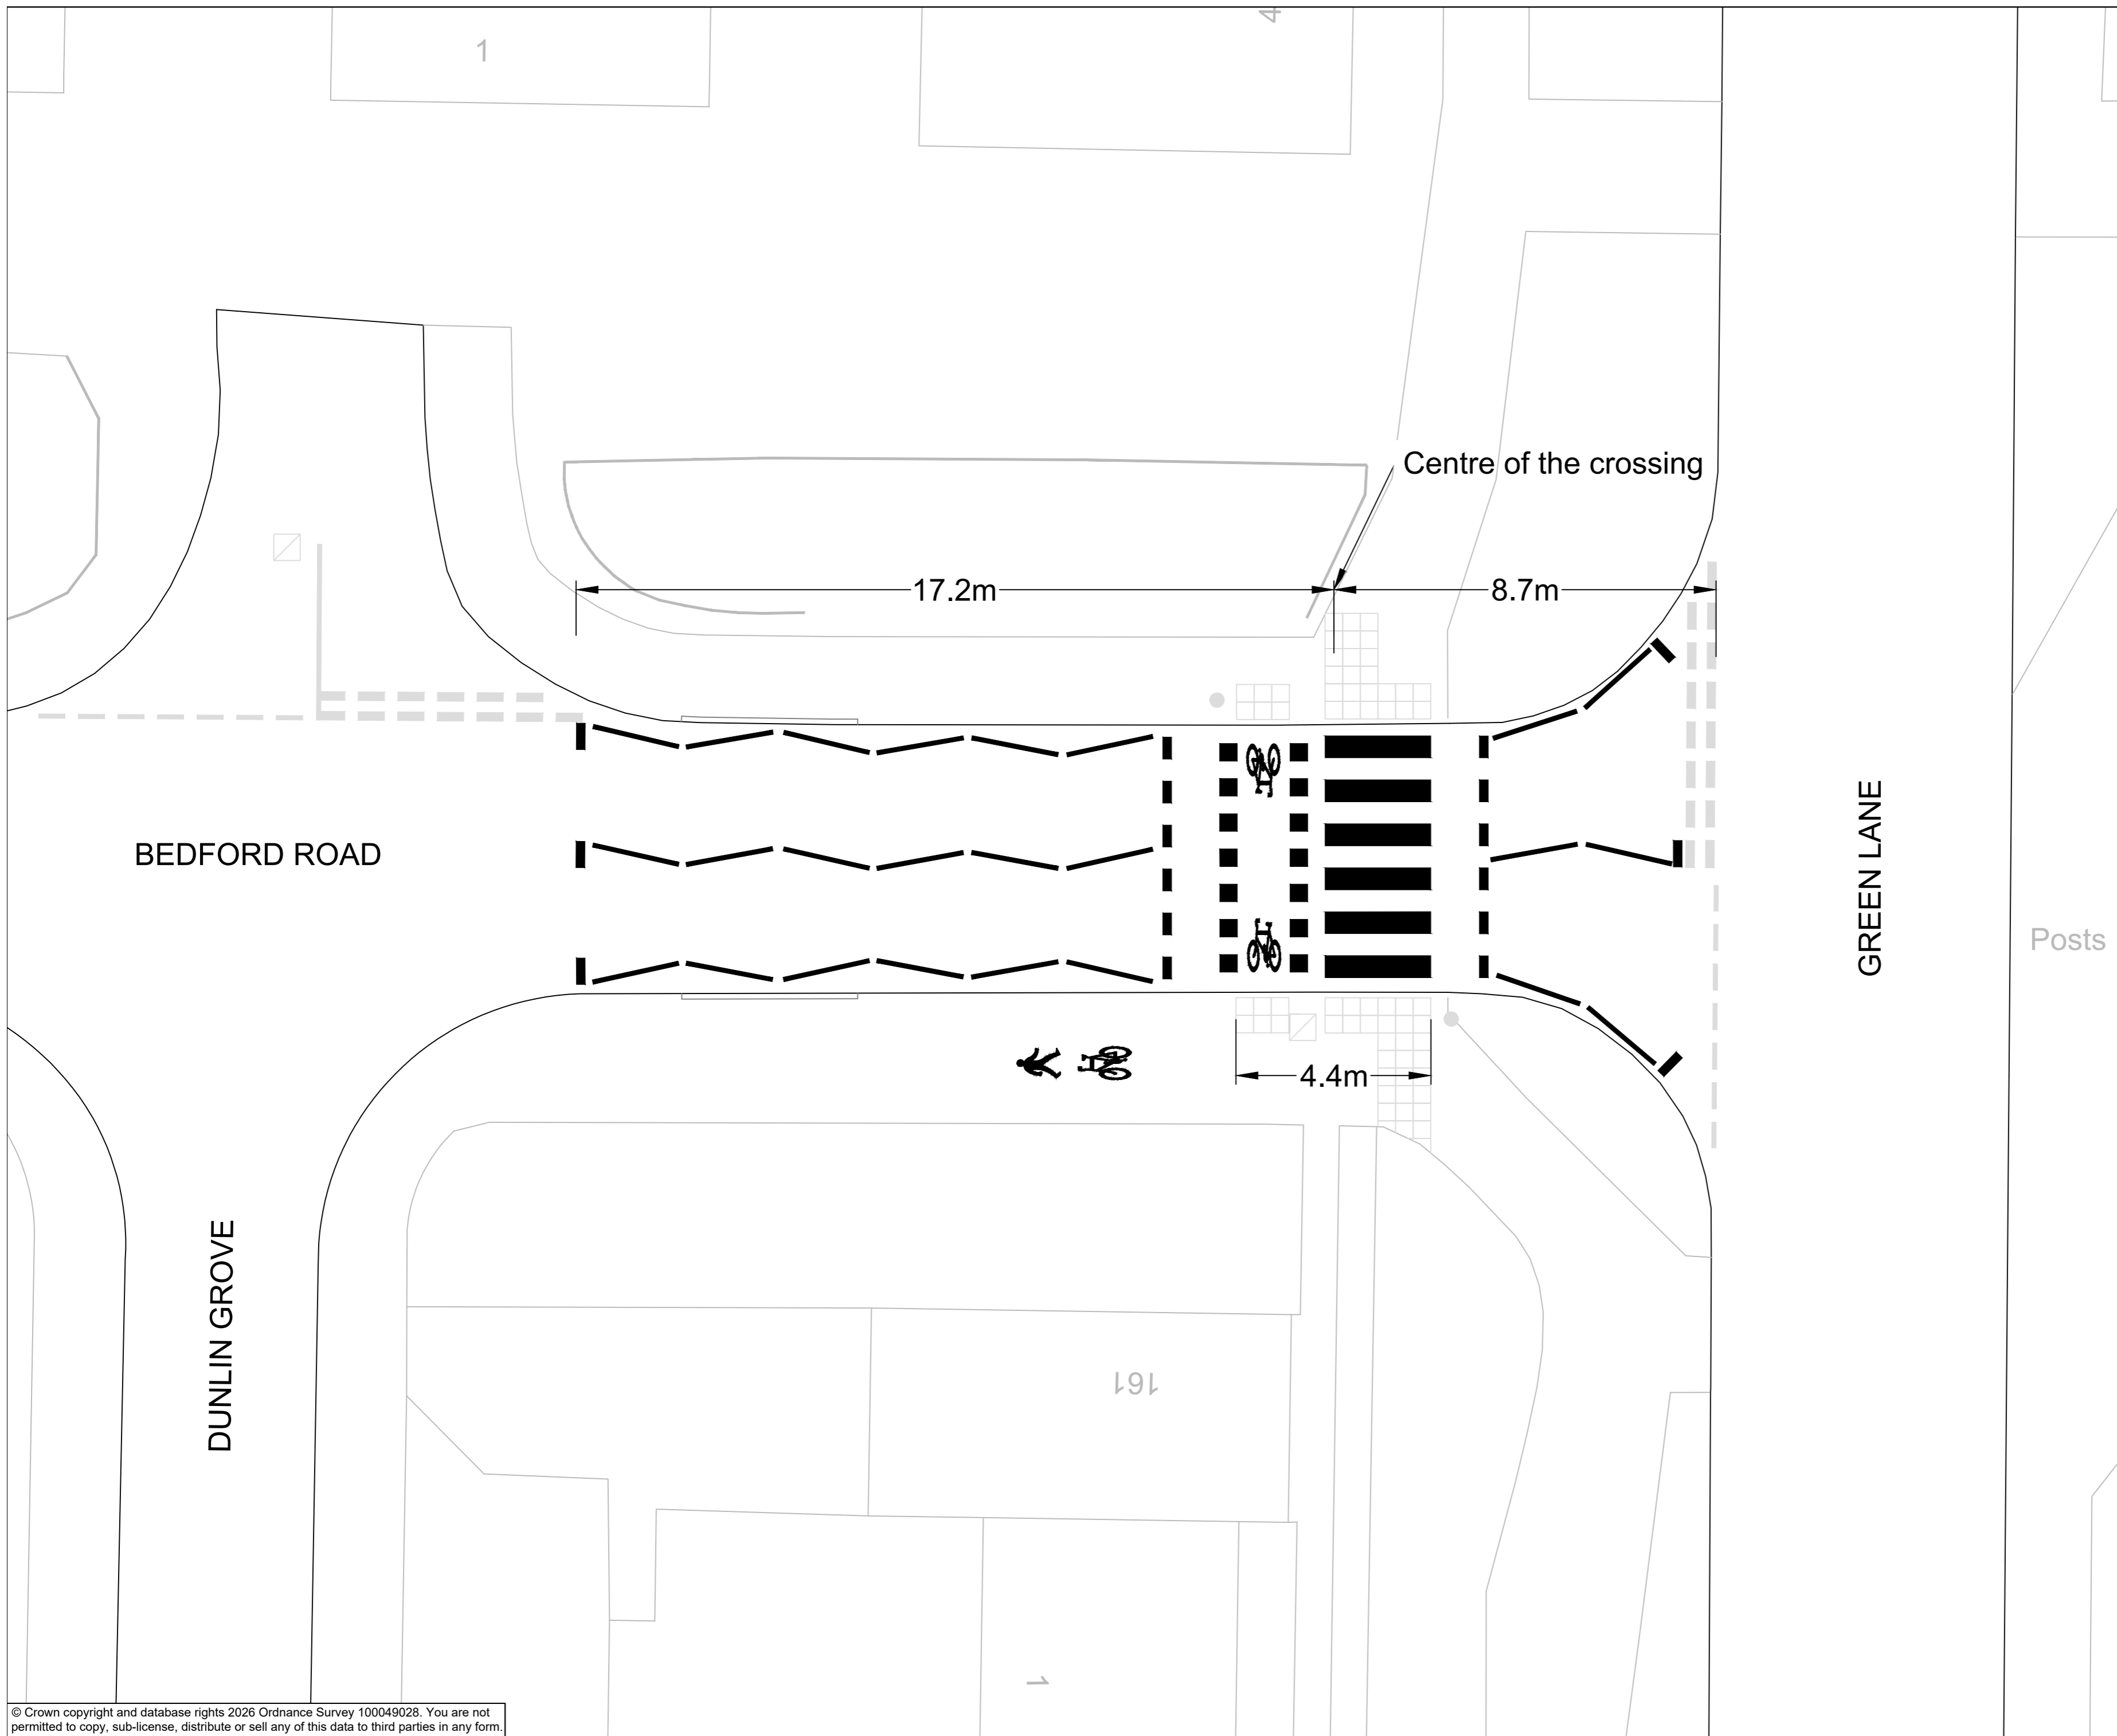 1
4
Centre of the crossing
17.2m
8.7m
BEDFORD ROAD
GREEN LANE
Posts
4.4m
DUNLIN GROVE
161
1
© Crown copyright and database rights 2026 Ordnance Survey 100049028. You are not
permitted to copy, sub-license, distribute or sell any of this data to third parties in any form.